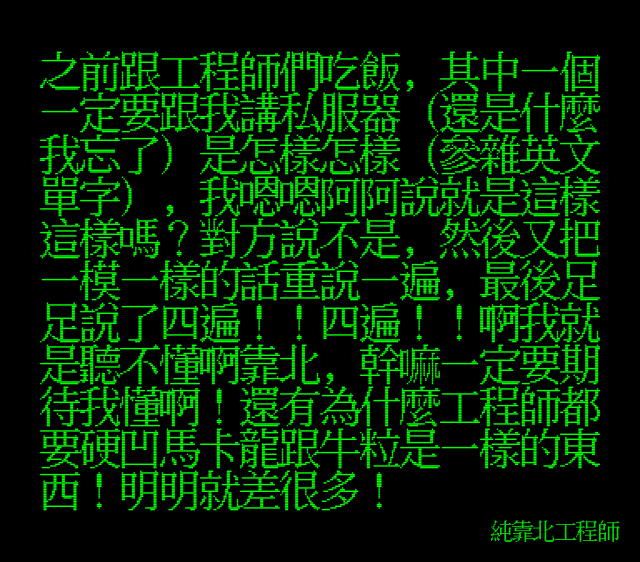 之前跟工程師們吃飯，其中一個
一定要跟我講私服器（還是什麼
我忘了）是怎樣怎樣（參雜英文
單字），我嗯嗯阿阿說就是這樣
這樣嗎？對方說不是，然後又把
一模一樣的話重說一遍，最後足
足說了四遍！！四遍！！啊我就
是聽不懂啊靠北，幹嘛一定要期
待我懂啊！還有為什麼工程師都
要硬凹馬卡龍跟牛粒是一樣的東
西！明明就差很多！
純靠北工程師